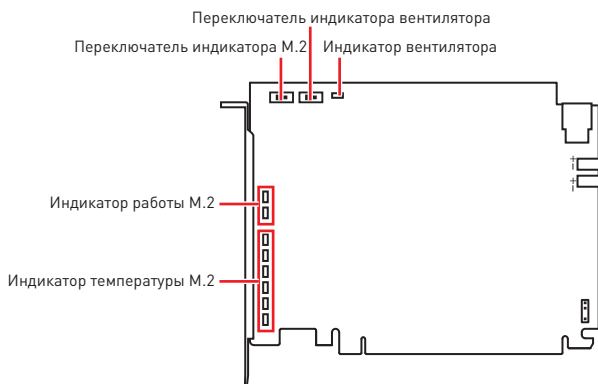 Переключатель индикатора вентилятора
Переключатель индикатора M.2
Индикатор вентилятора
Индикатор работы M.2
Индикатор температуры M.2